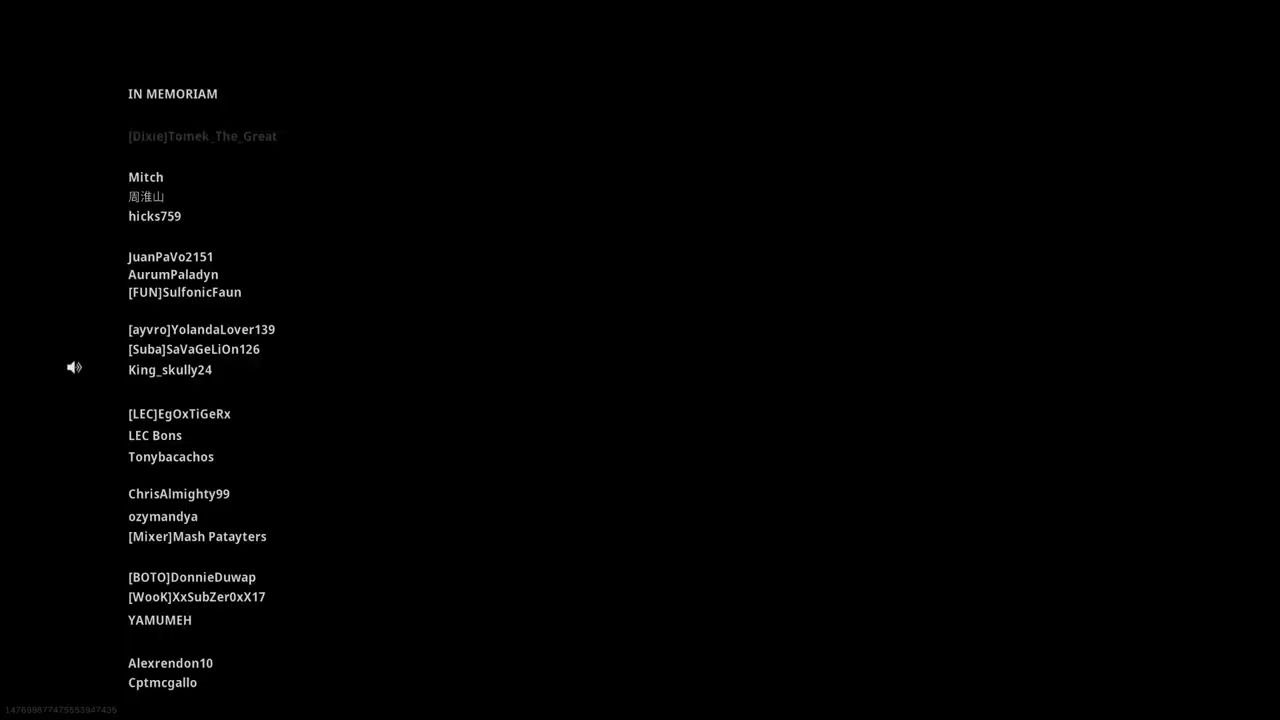 IN MEMORIAM
[Dixie]Tomek_The_Great
Mitch
周淮山
hicks759
JuanPaVo2151
AurumPaladyn
[FUN]SulfonicFaun
[ayvro]YolandaLover139
[Suba]SaVaGeLiOn126
King_skully24
[LEC]EgOxTiGeRx
LEC Bons
Tonybacachos
ChrisAlmighty99
ozymandya
[Mixer]Mash Patayters
[BOTO]DonnieDuwap
[WooK]XxSubZer0xX17
YAMUMEH
Alexrendon10
Cptmcgallo